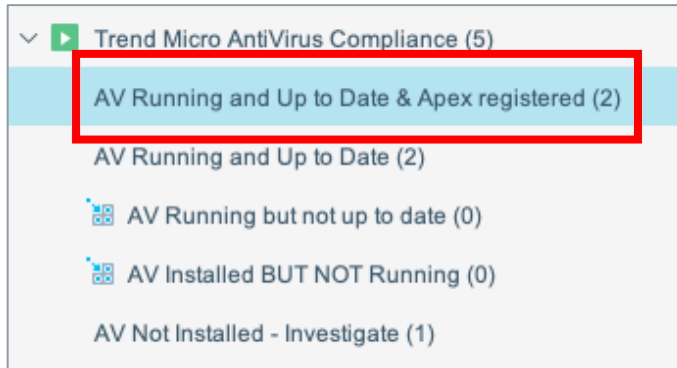 Trend Micro AntiVirus Compliance (5)
AV Running and Up to Date & Apex registered (2)
AV Running and Up to Date (2)
AV Running but not up to date (0)
AV Installed BUT NOT Running (0)
AV Not Installed - Investigate (1)